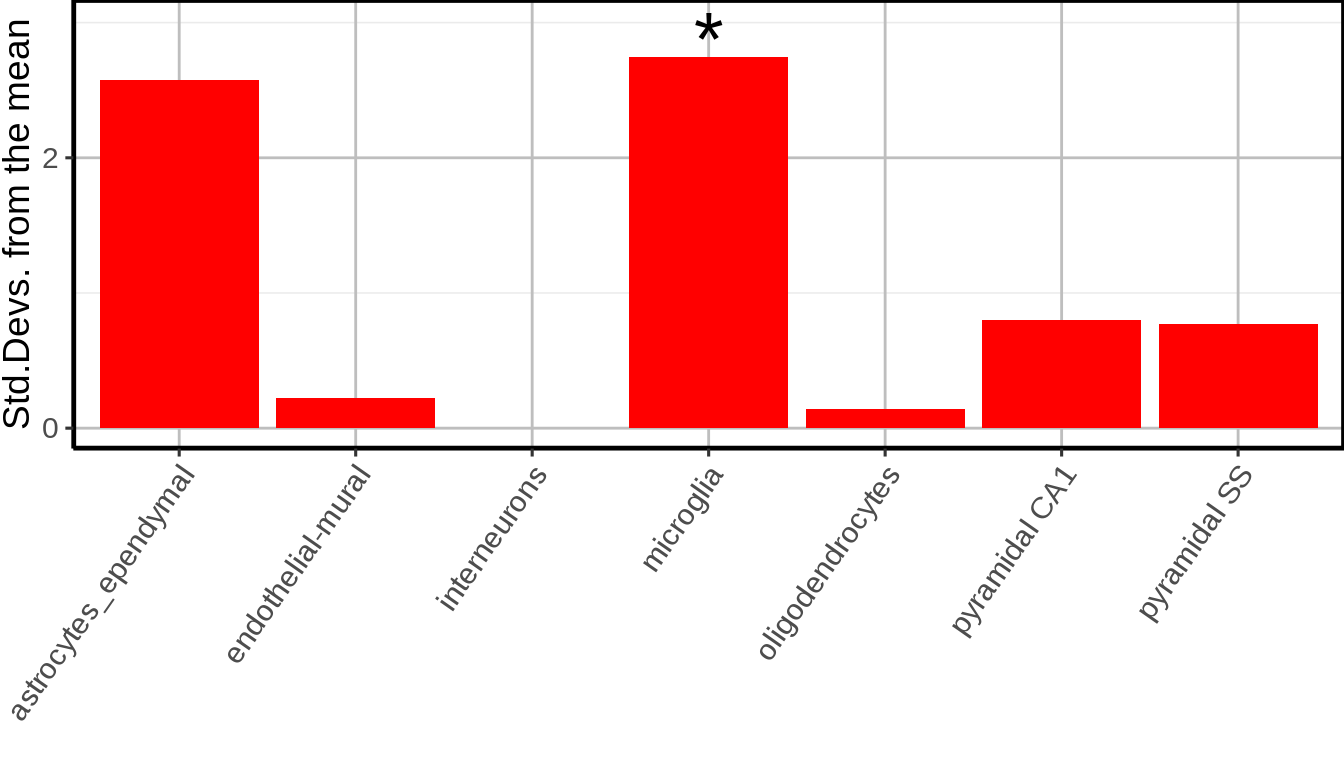 Std.Devs. from the mean
2
0
*
astrocytes_ependymal
endothelial-mural
interneurons
microglia
oligodendrocytes
pyramidal CA1
pyramidal SS